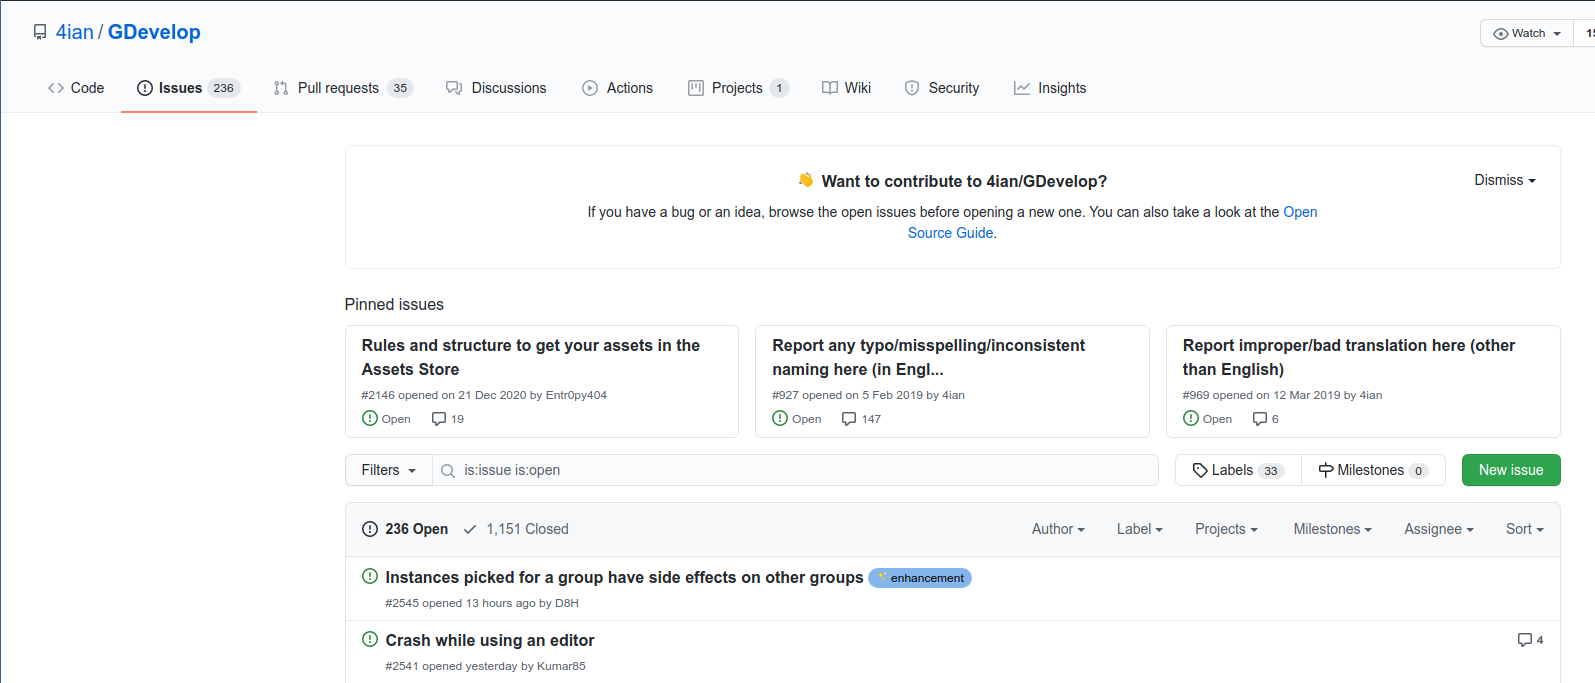 4ian / GDevelop
Watch
Code
Issues 236
Pull requests 35
Discussions
Actions
Projects 1
Wiki
Security
Insights
Want to contribute to 4ian/GDevelop?
Dismiss
If you have a bug or an idea, browse the open issues before opening a new one. You can also take a look at the Open
Source Guide.
Pinned issues
Rules and structure to get your assets in the
Assets Store
#2146 opened on 21 Dec 2020 by Entr0py404
Open 19
Report any typo/misspelling/inconsistent
naming here (in Engl...
#927 opened on 5 Feb 2019 by 4ian
Open 147
Report improper/bad translation here (other
than English)
#969 opened on 12 Mar 2019 by 4ian
Open 6
Filters
is:issue is:open
Labels 33
Milestones 0
New issue
236 Open
1,151 Closed
Author
Label
Projects
Milestones
Assignee
Sort
Instances picked for a group have side effects on other groups enhancement
#2545 opened 13 hours ago by D8H
Crash while using an editor
4
#2541 opened yesterday by Kumar85